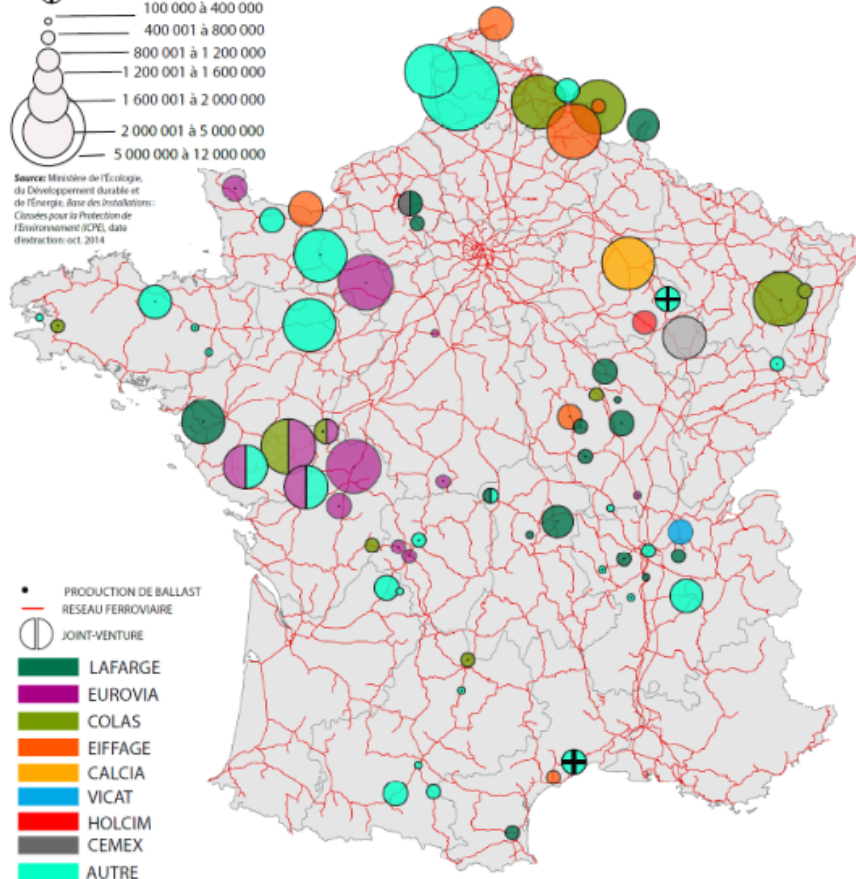 100 000 à 400 000
400 001 à 800 000
800 001 à 1 200 000
1 200 001 à 1 600 000
1 600 001 à 2 000 000
2 000 001 à 5 000 000
5 000 000 à 12 000 000
Source: Ministère de l'Écologie,
du Développement durable et
de l'Énergie, Base des Installations
Classées pour la Protection de
l'Environnement (ICPE), date
d'extraction: oct. 2014
PRODUCTION DE BALLAST
RESEAU FERROVIAIRE
JOINT-VENTURE
LAFARGE
EUROVIA
COLAS
EIFFAGE
CALCIA
VICAT
HOLCIM
CEMEX
AUTRE